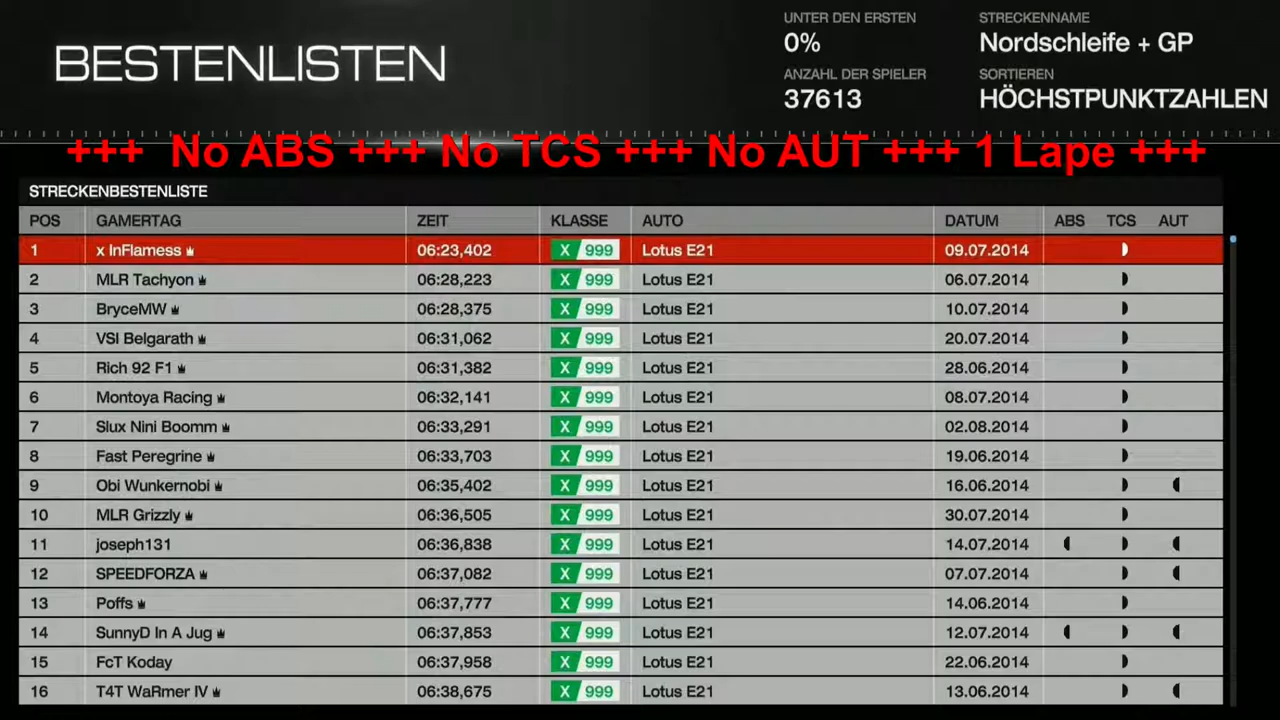 BESTENLISTEN
UNTER DEN ERSTEN
0%
ANZAHL DER SPIELER
37613
STRECKENNAME
Nordschleife + GP
SORTIEREN
HÖCHSTPUNKTZAHLEN
+++ No ABS +++ No TCS +++ No AUT +++ 1 Lape +++
STRECKENBESTENLISTE
POS GAMERTAG ZEIT KLASSE AUTO DATUM ABS TCS AUT
1 x InFlamess 06:23,402 X 999 Lotus E21 09.07.2014
2 MLR Tachyon 06:28,223 X 999 Lotus E21 06.07.2014
3 BryceMW 06:28,375 X 999 Lotus E21 10.07.2014
4 VSI Belgarath 06:31,062 X 999 Lotus E21 20.07.2014
5 Rich 92 F1 06:31,382 X 999 Lotus E21 28.06.2014
6 Montoya Racing 06:32,141 X 999 Lotus E21 08.07.2014
7 Slux Nini Boomm 06:33,291 X 999 Lotus E21 02.08.2014
8 Fast Peregrine 06:33,703 X 999 Lotus E21 19.06.2014
9 Obi Wunkernobi 06:35,402 X 999 Lotus E21 16.06.2014
10 MLR Grizzly 06:36,505 X 999 Lotus E21 30.07.2014
11 joseph131 06:36,838 X 999 Lotus E21 14.07.2014
12 SPEEDFORZA 06:37,082 X 999 Lotus E21 07.07.2014
13 Poffs 06:37,777 X 999 Lotus E21 14.06.2014
14 SunnyD In A Jug 06:37,853 X 999 Lotus E21 12.07.2014
15 FcT Koday 06:37,958 X 999 Lotus E21 22.06.2014
16 T4T WaRmer IV 06:38,675 X 999 Lotus E21 13.06.2014